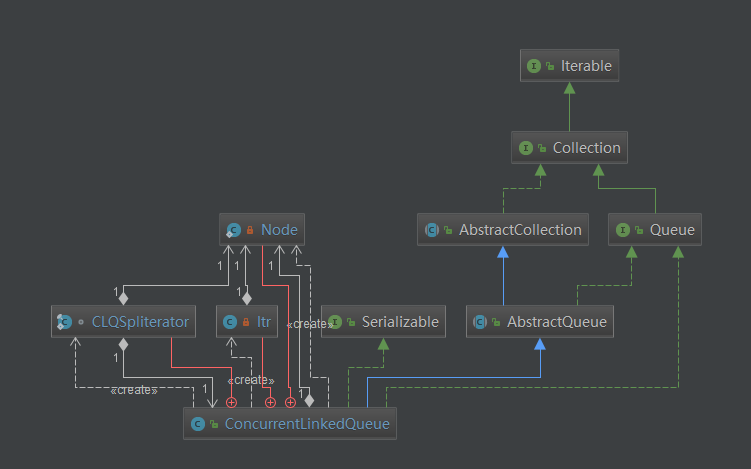 Iterable
Collection
Node
AbstractCollection
Queue
1
1
1
1
1
CLQSpliterator
Itr
«create»
Serializable
AbstractQueue
1
«create»
«create»
1
1
ConcurrentLinkedQueue